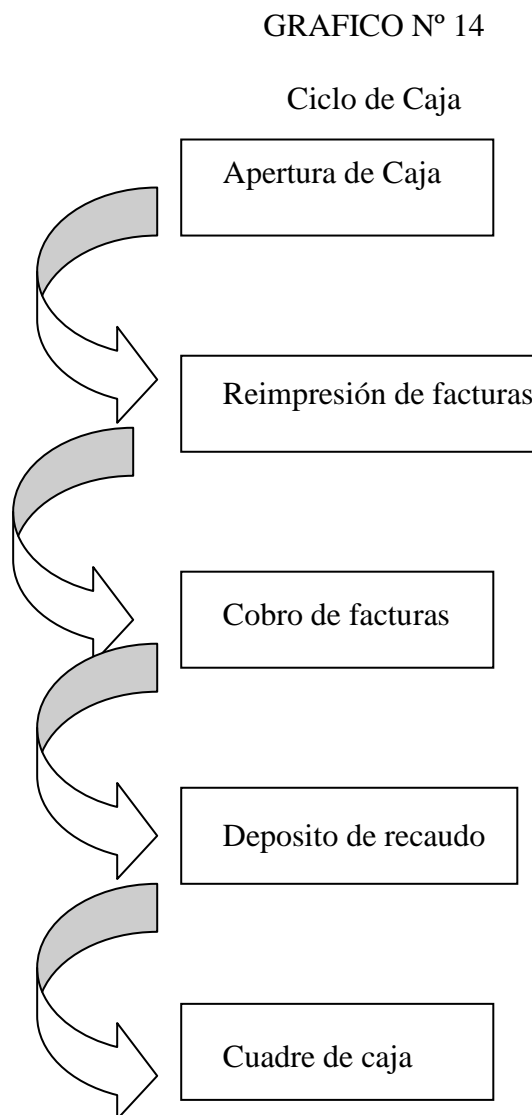 GRAFICO Nº 14
Ciclo de Caja
Apertura de Caja
Reimpresión de facturas
Cobro de facturas
Deposito de recaudo
Cuadre de caja